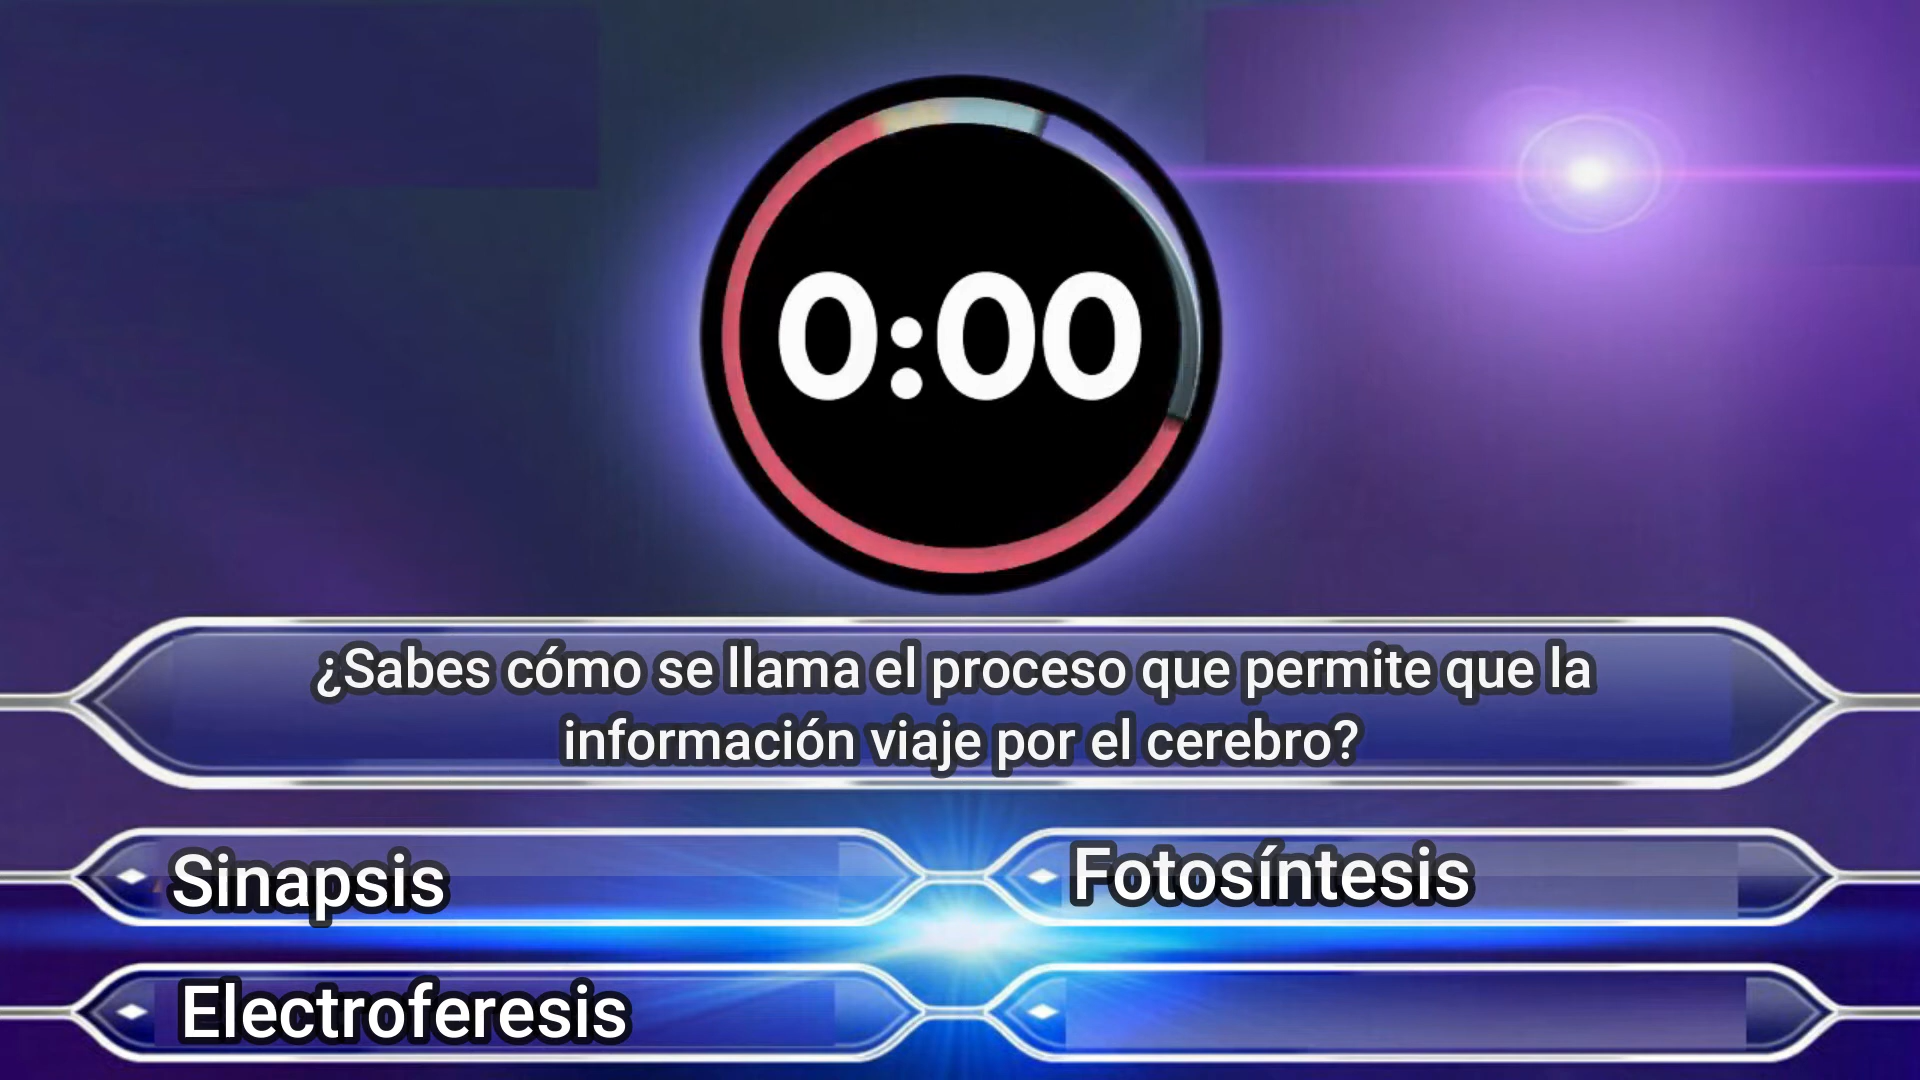 0:00
¿Sabes cómo se llama el proceso que permite que la
información viaje por el cerebro?
Sinapsis
Fotosíntesis
Electroferesis